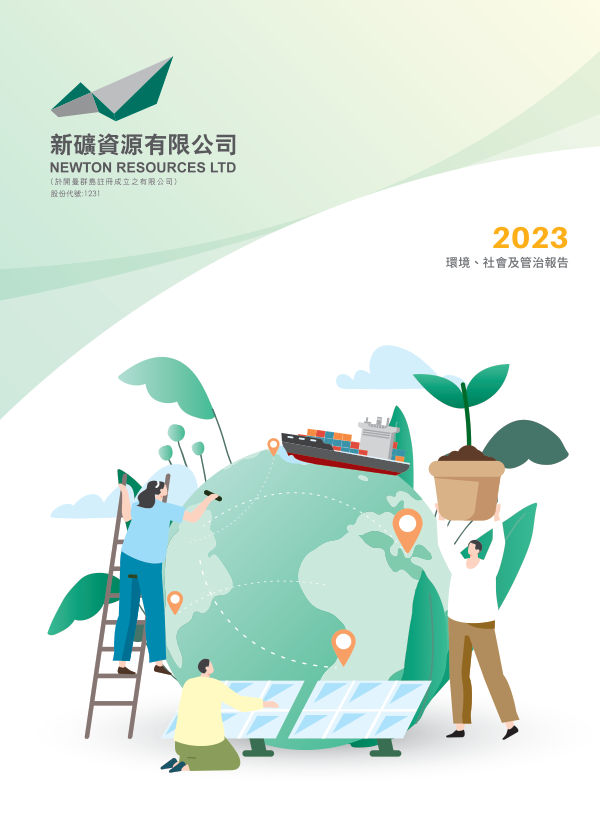 新礦資源有限公司
NEWTON RESOURCES LTD
(於開曼群島註冊成立之有限公司)
股份代號:1231
2023
環境、社會及管治報告